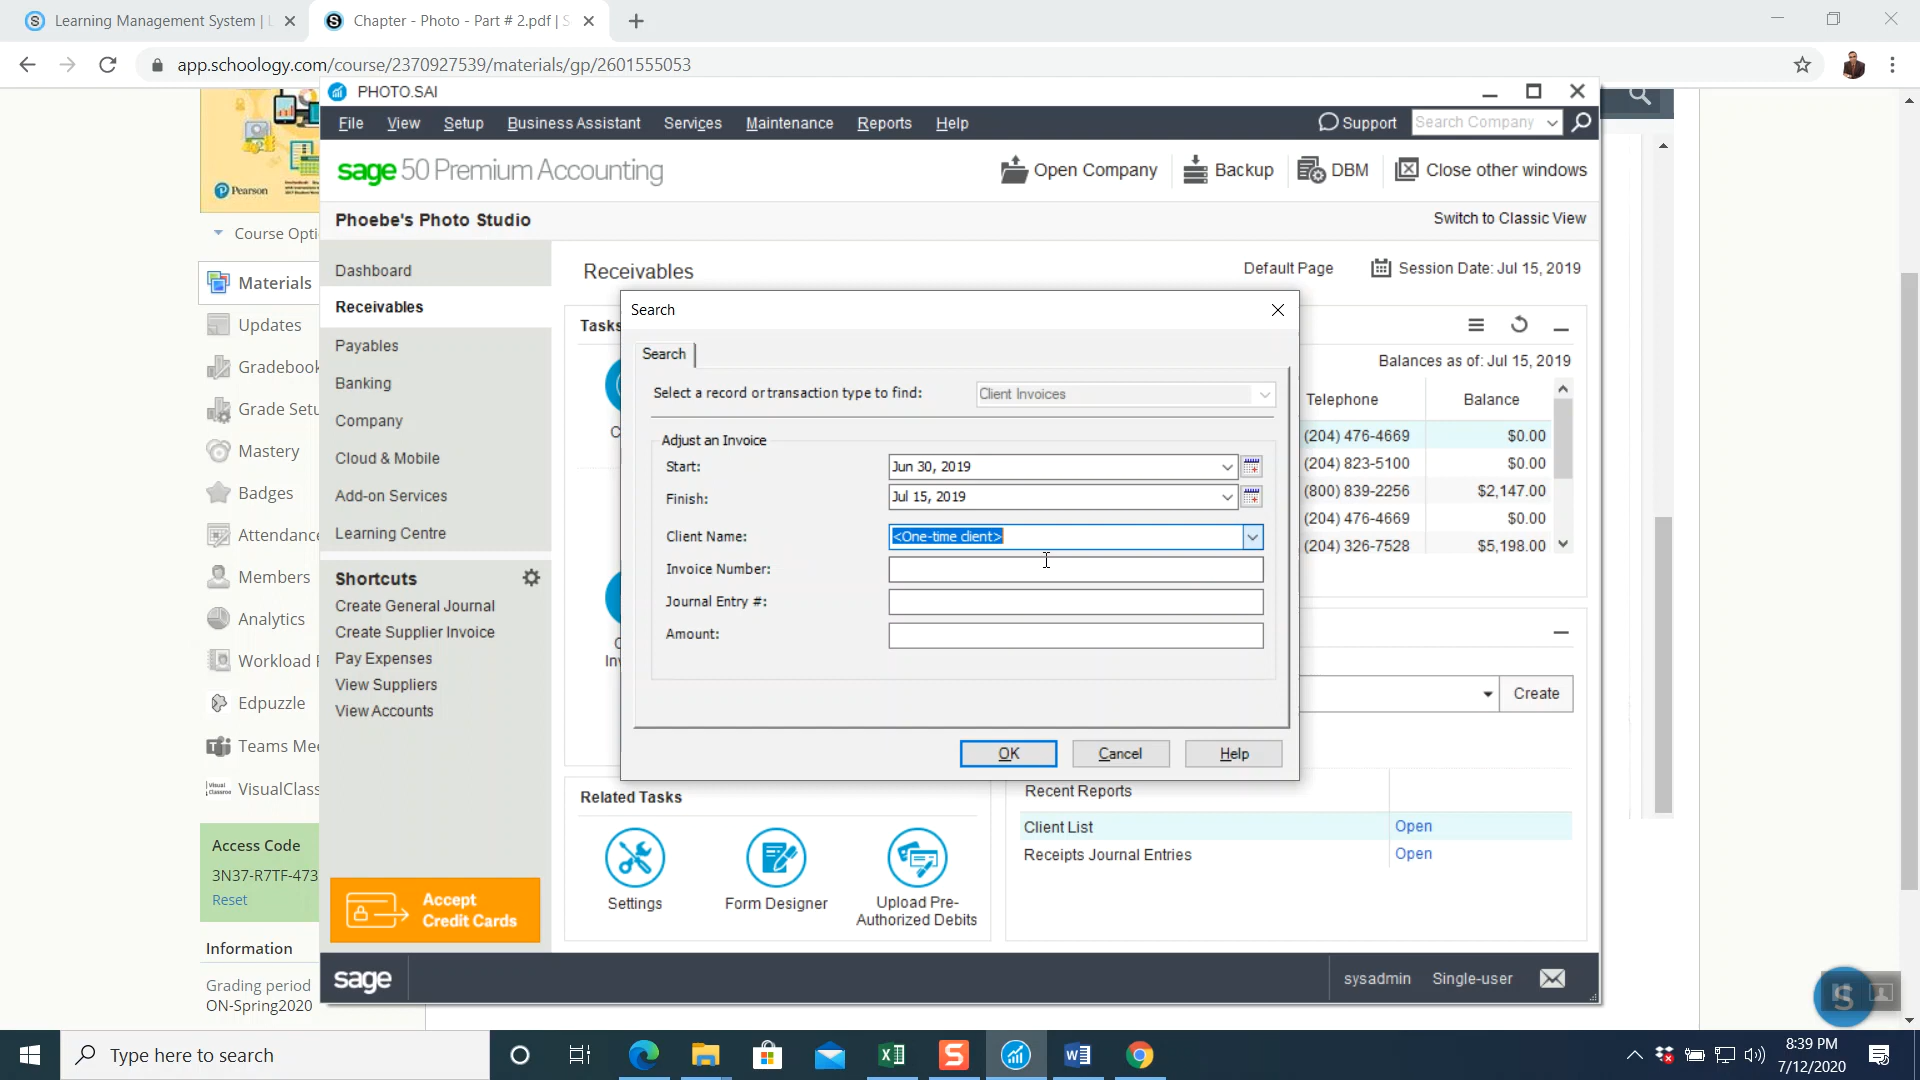 Learning Management System | L
Chapter - Photo - Part # 2.pdf | S
app.schoology.com/course/2370927539/materials/gp/2601555053
PHOTO.SAI
File View Setup Business Assistant Services Maintenance Reports Help Support Search Company
sage 50 Premium Accounting Open Company Backup DBM Close other windows
Pearson
Phoebe's Photo Studio Switch to Classic View
Course Opti
Materials
Updates
Gradebook
Grade Setu
Mastery
Badges
Attendanc
Members
Analytics
Workload
Edpuzzle
Teams Mee
VisualClass
Access Code
3N37-R7TF-473
Reset
Information
Grading period
ON-Spring2020
Dashboard
Receivables
Payables
Banking
Company
Cloud & Mobile
Add-on Services
Learning Centre
Shortcuts
Create General Journal
Create Supplier Invoice
Pay Expenses
View Suppliers
View Accounts
Accept
Credit Cards
Receivables Default Page Session Date: Jul 15, 2019
Tasks
Search
Search
Select a record or transaction type to find: Client Invoices
Adjust an Invoice
Start: Jun 30, 2019
Finish: Jul 15, 2019
Client Name: <One-time client>
Invoice Number:
Journal Entry #:
Amount:
OK Cancel Help
Balances as of: Jul 15, 2019
Telephone Balance
(204) 476-4669 $0.00
(204) 823-5100 $0.00
(800) 839-2256 $2,147.00
(204) 476-4669 $0.00
(204) 326-7528 $5,198.00
Create
Related Tasks
Settings
Form Designer
Upload Pre-
Authorized Debits
Recent Reports
Client List Open
Receipts Journal Entries Open
sage sysadmin Single-user
Type here to search
8:39 PM
7/12/2020